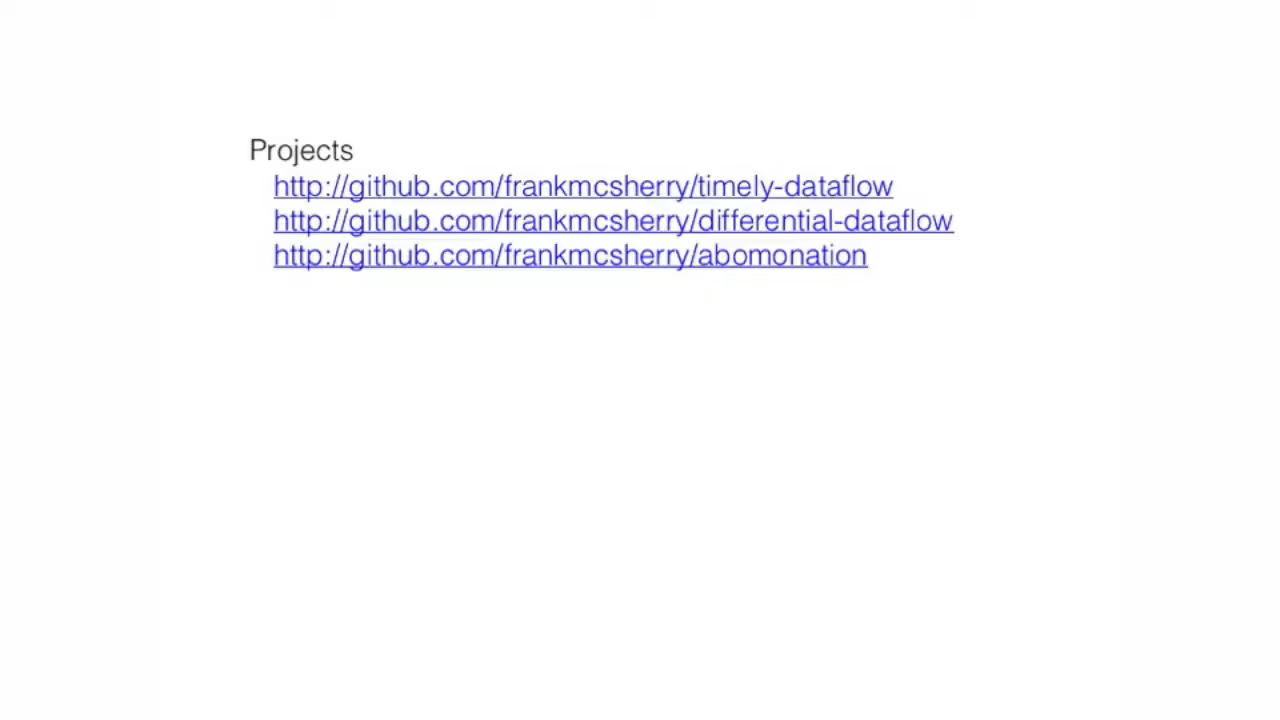 Projects
http://github.com/frankmcsherry/timely-dataflow
http://github.com/frankmcsherry/differential-dataflow
http://github.com/frankmcsherry/abomonation